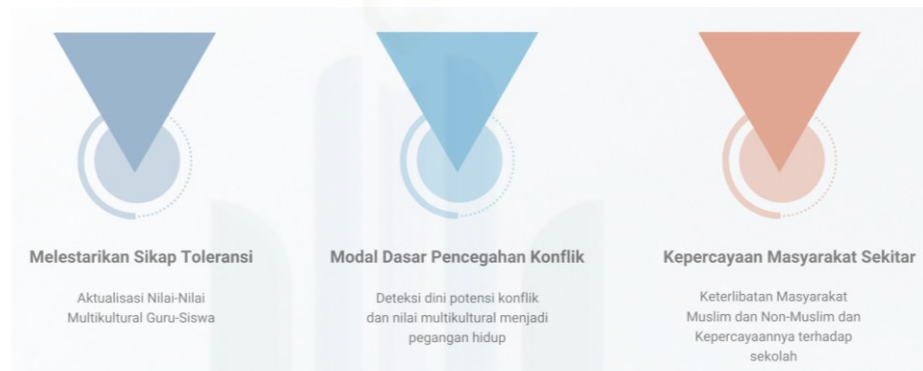 Melestarikan Sikap Toleransi
Aktualisasi Nilai-Nilai
Multikultural Guru-Siswa
Modal Dasar Pencegahan Konflik
Deteksi dini potensi konflik
dan nilai multikultural menjadi
pegangan hidup
Kepercayaan Masyarakat Sekitar
Keterlibatan Masyarakat
Muslim dan Non-Muslim dan
Kepercayaannya terhadap
sekolah